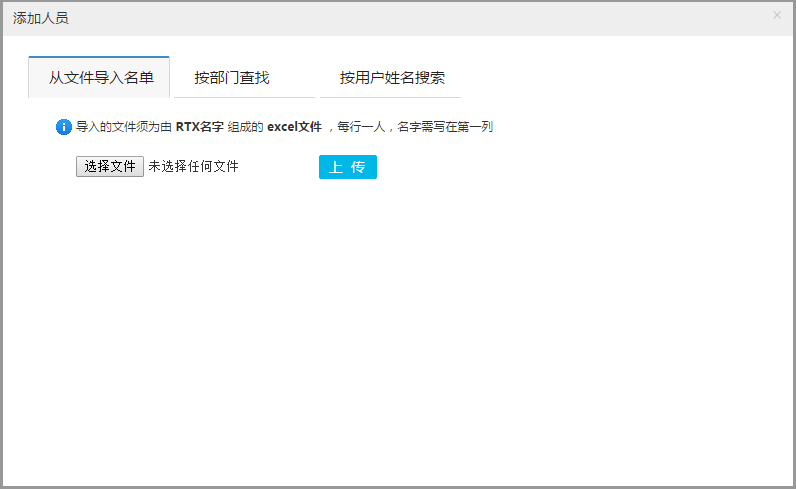 添加人员 ×
从文件导入名单 按部门查找 按用户姓名搜索
导入的文件须为由 RTX名字 组成的 excel文件 ，每行一人，名字需写在第一列
选择文件 未选择任何文件 上 传